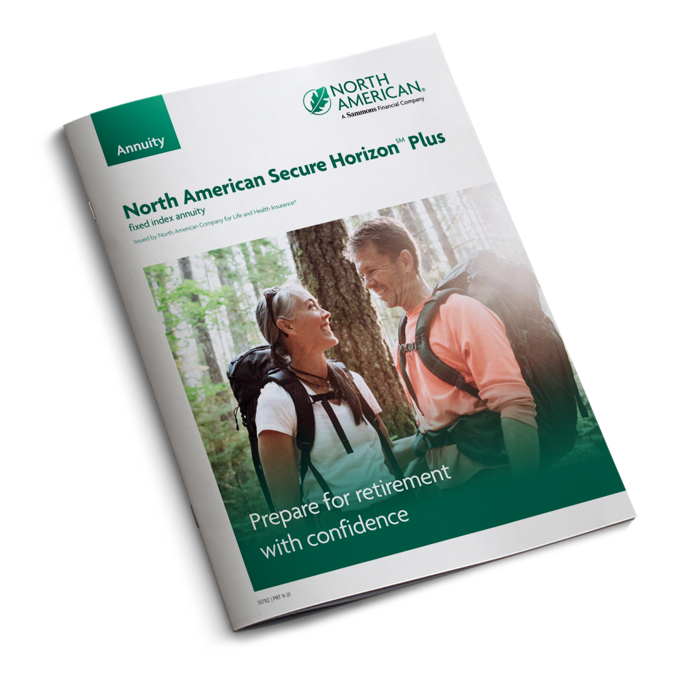 Annuity
NORTH
AMERICAN®
A Sammons Financial Company
North American Secure Horizon℠ Plus
fixed index annuity
Issued by North American Company for Life and Health Insurance®
Prepare for retirement
with confidence